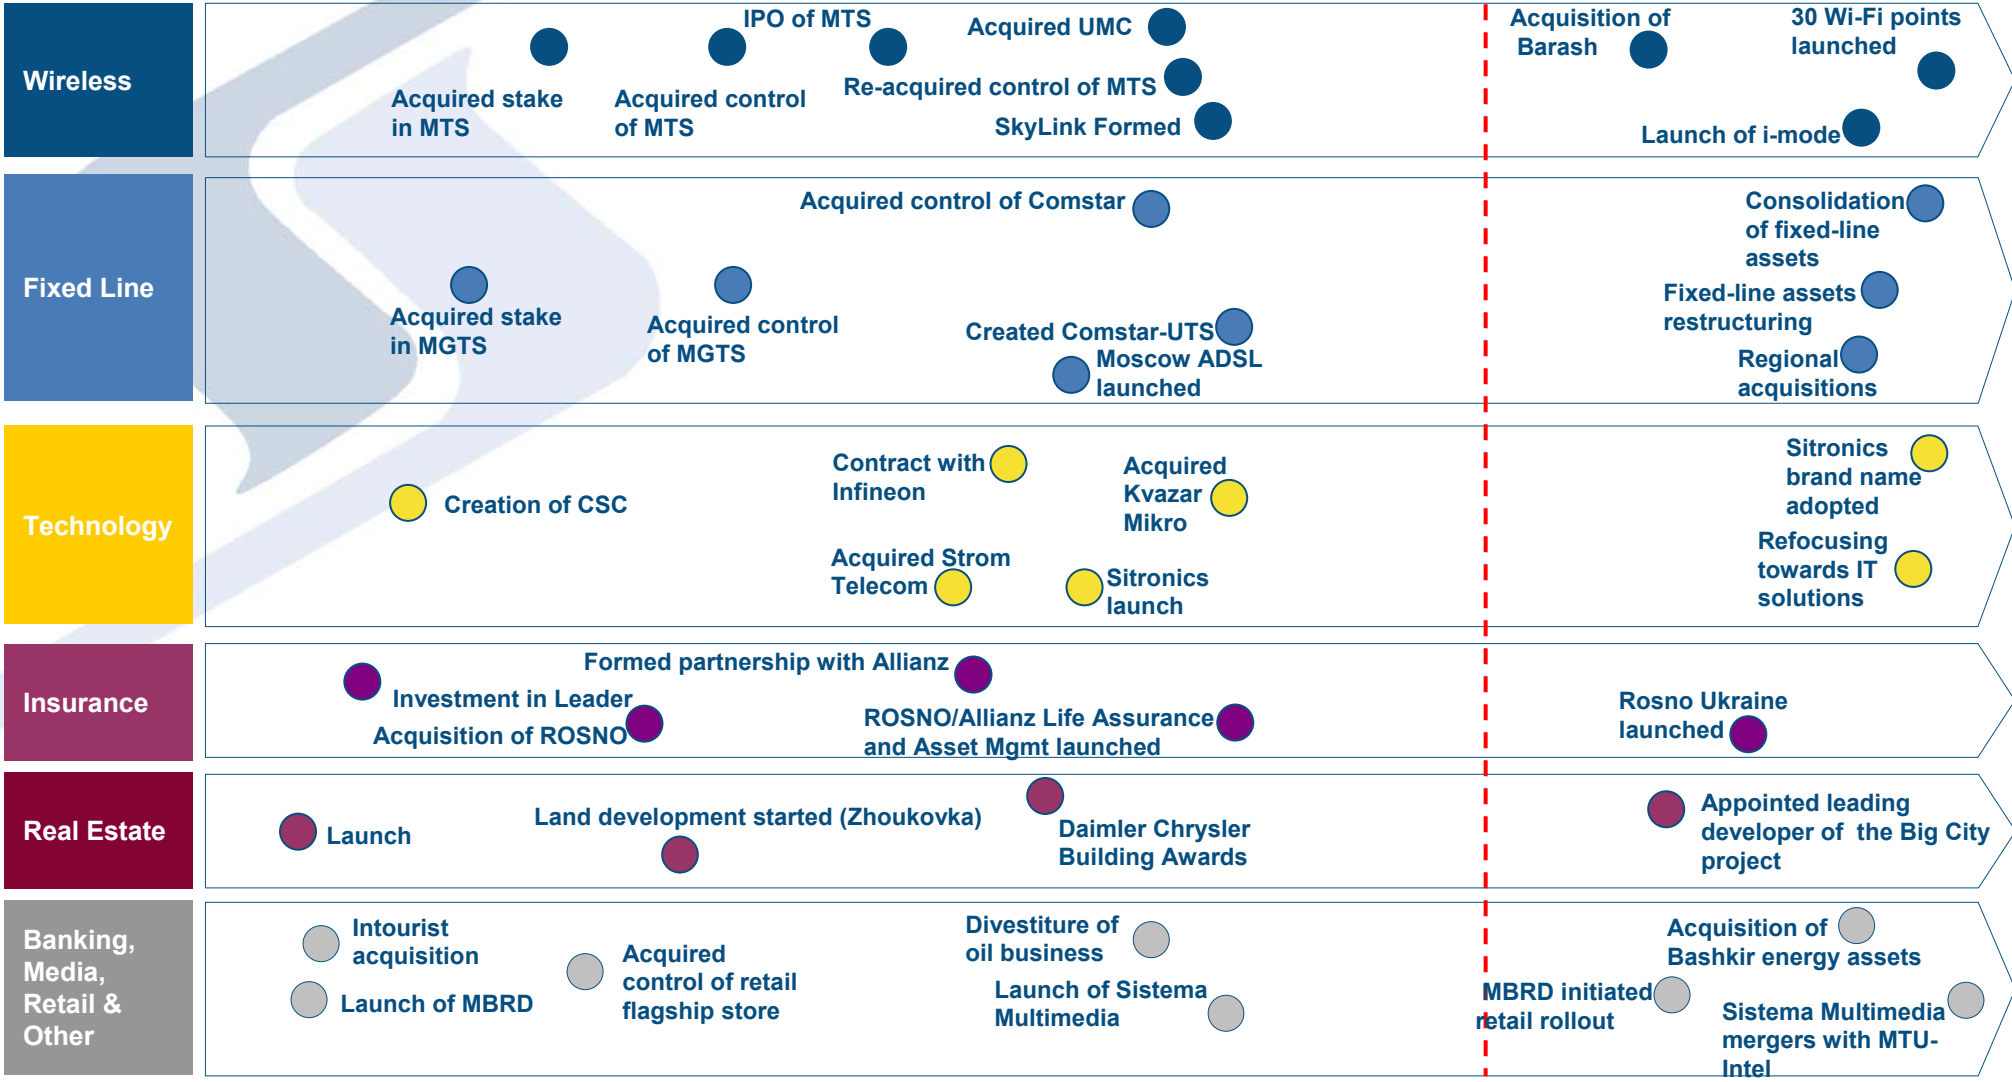 Wireless
Acquired stake
in MTS
Acquired control
of MTS
IPO of MTS
Acquired UMC
Re-acquired control of MTS
SkyLink Formed
Acquisition of
Barash
30 Wi-Fi points
launched
Launch of i-mode
Fixed Line
Acquired stake
in MGTS
Acquired control
of MGTS
Acquired control of Comstar
Created Comstar-UTS
Moscow ADSL
launched
Consolidation
of fixed-line
assets
Fixed-line assets
restructuring
Regional
acquisitions
Technology
Creation of CSC
Contract with
Infineon
Acquired Strom
Telecom
Acquired
Kvazar
Mikro
Sitronics
launch
Sitronics
brand name
adopted
Refocusing
towards IT
solutions
Insurance
Investment in Leader
Acquisition of ROSNO
Formed partnership with Allianz
ROSNO/Allianz Life Assurance
and Asset Mgmt launched
Rosno Ukraine
launched
Real Estate
Launch
Land development started (Zhoukovka)
Daimler Chrysler
Building Awards
Appointed leading
developer of  the Big City
project
Banking,
Media,
Retail &
Other
Intourist
acquisition
Launch of MBRD
Acquired
control of retail
flagship store
Divestiture of
oil business
Launch of Sistema
Multimedia
MBRD initiated
retail rollout
Acquisition of
Bashkir energy assets
Sistema Multimedia
mergers with MTU-
Intel